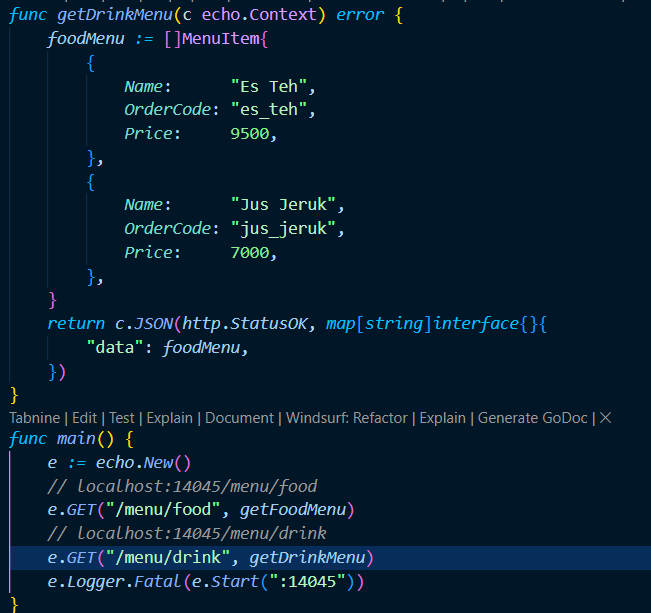 func getDrinkMenu(c echo.Context) error {
foodMenu := []MenuItem{
{
Name: "Es Teh",
OrderCode: "es_teh",
Price: 9500,
},
{
Name: "Jus Jeruk",
OrderCode: "jus_jeruk",
Price: 7000,
},
}
return c.JSON(http.StatusOK, map[string]interface{}{
"data": foodMenu,
})
}
Tabnine | Edit | Test | Explain | Document | Windsurf: Refactor | Explain | Generate GoDoc | ×
func main() {
e := echo.New()
// localhost:14045/menu/food
e.GET("/menu/food", getFoodMenu)
// localhost:14045/menu/drink
e.GET("/menu/drink", getDrinkMenu)
e.Logger.Fatal(e.Start(":14045"))
}